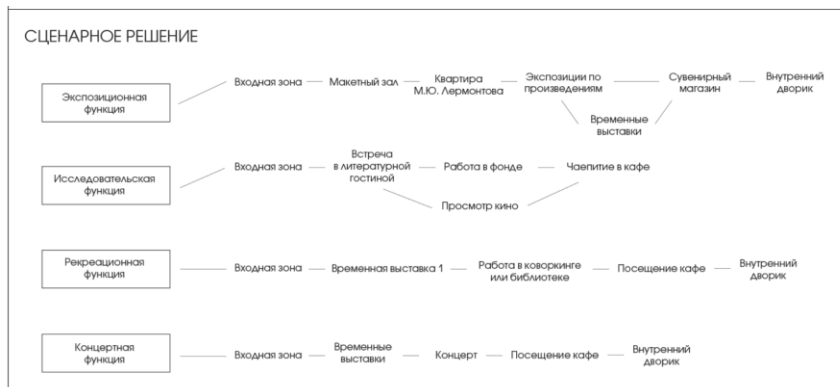 СЦЕНАРНОЕ РЕШЕНИЕ
Экспозиционная
функция
Входная зона
Макетный зал
Квартира
М.Ю. Лермонтова
Экспозиции по
произведениям
Временные
выставки
Сувенирный
магазин
Внутренний
дворик
Исследовательская
функция
Входная зона
Встреча
в литературной
гостиной
Работа в фонде
Просмотр кино
Чаепитие в кафе
Рекреационная
функция
Входная зона
Временная выставка 1
Работа в коворкинге
или библиотеке
Посещение кафе
Внутренний
дворик
Концертная
функция
Входная зона
Временные
выставки
Концерт
Посещение кафе
Внутренний
дворик